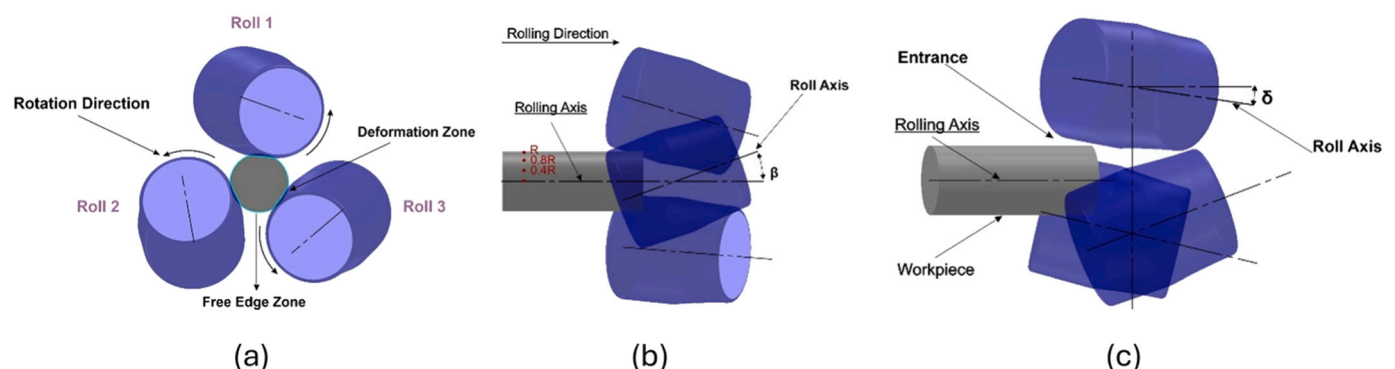 Roll 1
Rotation Direction
Deformation Zone
Roll 2
Roll 3
Free Edge Zone
(a)
Rolling Direction
Roll Axis
Rolling Axis
R
0.8R
0.4R
β
(b)
Entrance
δ
Rolling Axis
Roll Axis
Workpiece
(c)